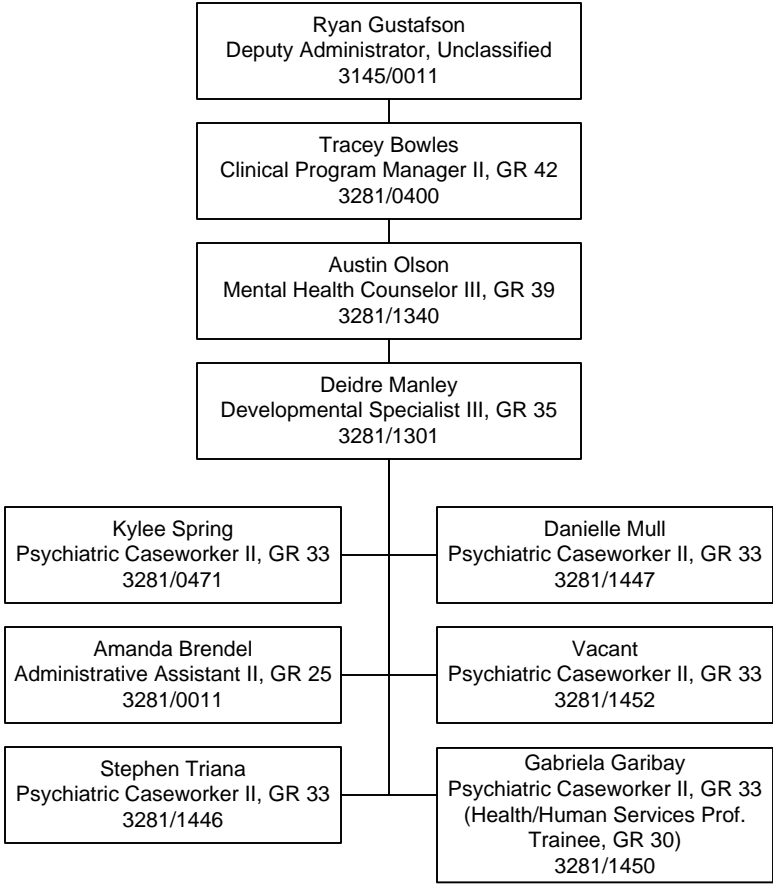 Ryan Gustafson
Deputy Administrator, Unclassified
3145/0011
Tracey Bowles
Clinical Program Manager II, GR 42
3281/0400
Austin Olson
Mental Health Counselor III, GR 39
3281/1340
Deidre Manley
Developmental Specialist III, GR 35
3281/1301
Kylee Spring
Psychiatric Caseworker II, GR 33
3281/0471
Danielle Mull
Psychiatric Caseworker II, GR 33
3281/1447
Amanda Brendel
Administrative Assistant II, GR 25
3281/0011
Vacant
Psychiatric Caseworker II, GR 33
3281/1452
Stephen Triana
Psychiatric Caseworker II, GR 33
3281/1446
Gabriela Garibay
Psychiatric Caseworker II, GR 33
(Health/Human Services Prof.
Trainee, GR 30)
3281/1450